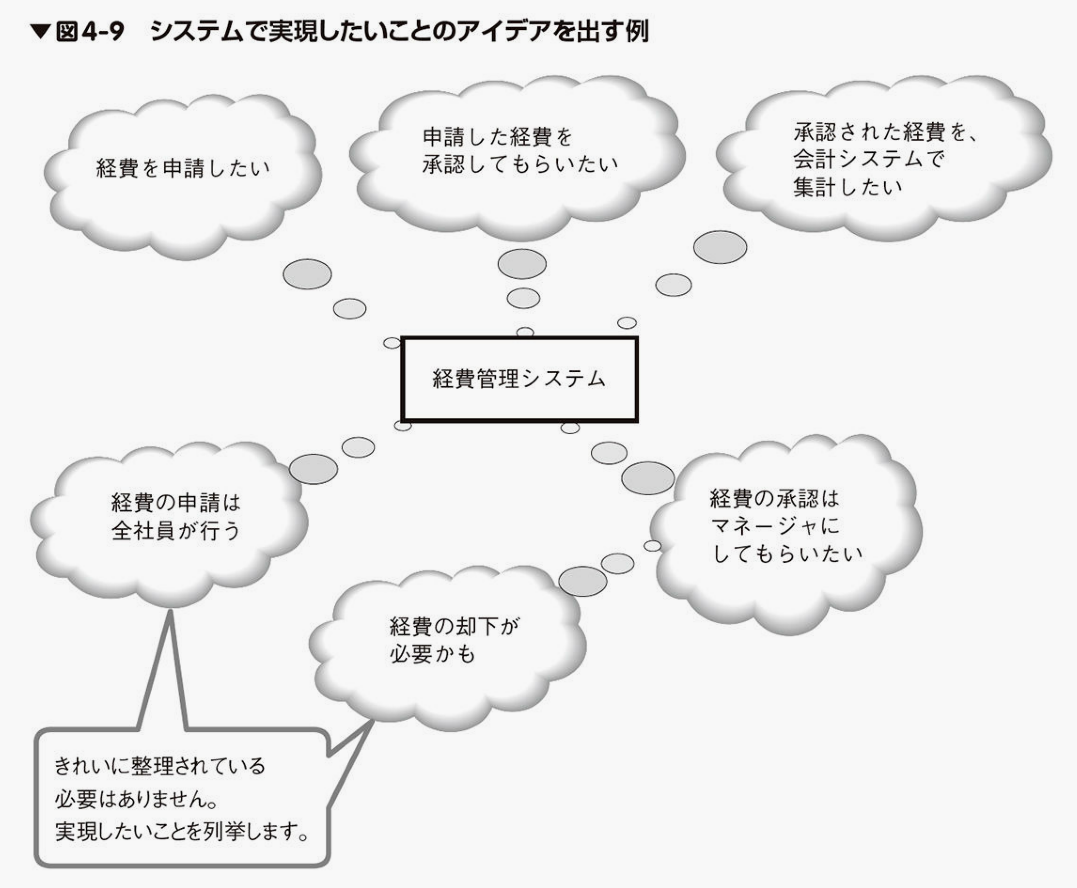 ▼図4-9　システムで実現したいことのアイデアを出す例
経費を申請したい
申請した経費を
承認してもらいたい
承認された経費を、
会計システムで
集計したい
経費管理システム
経費の申請は
全社員が行う
経費の承認は
マネージャに
してもらいたい
経費の却下が
必要かも
きれいに整理されている
必要はありません。
実現したいことを列挙します。